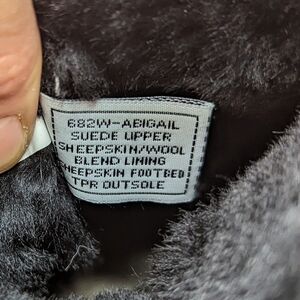 682W-ABIGAIL
SUEDE UPPER
SHEEPSKIN/WOOL
BLEND LINING
SHEEPSKIN FOOTBED
TPR OUTSOLE